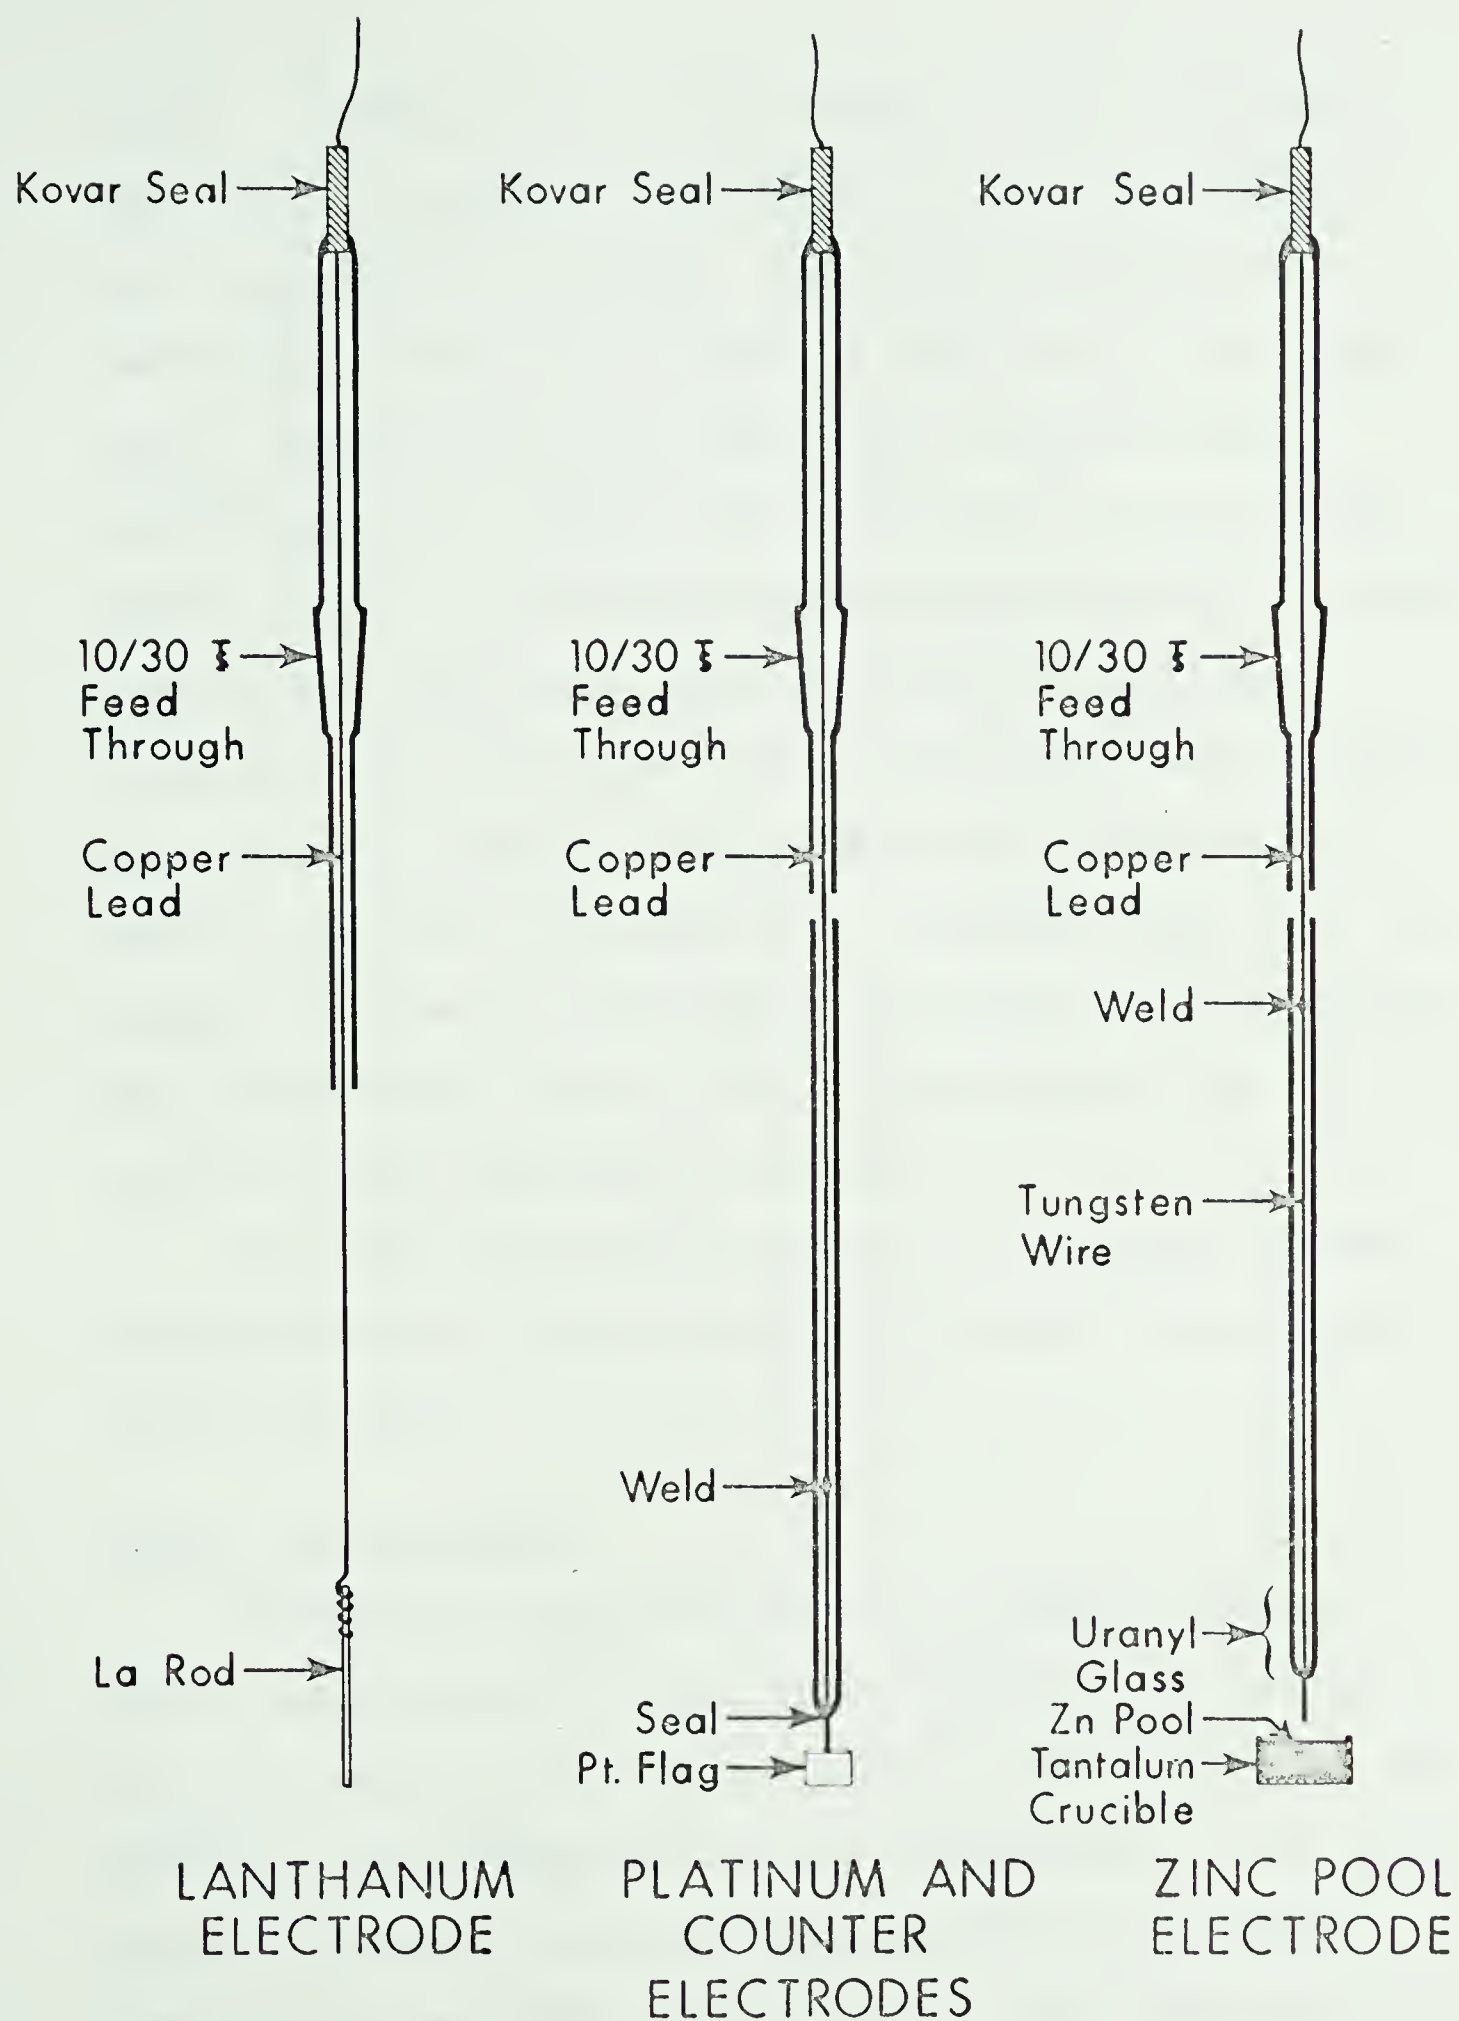 Kovar Seal
10/30 ⨎ 
Feed
Through
Copper
Lead
La Rod
LANTHANUM
ELECTRODE
Kovar Seal
10/30 ⨎ 
Feed
Through
Copper
Lead
Weld
Seal
Pt. Flag
PLATINUM AND
COUNTER
ELECTRODES
Kovar Seal
10/30 ⨎ 
Feed
Through
Copper
Lead
Weld
Tungsten
Wire
Uranyl
Glass
Zn Pool
Tantalum
Crucible
ZINC POOL
ELECTRODE